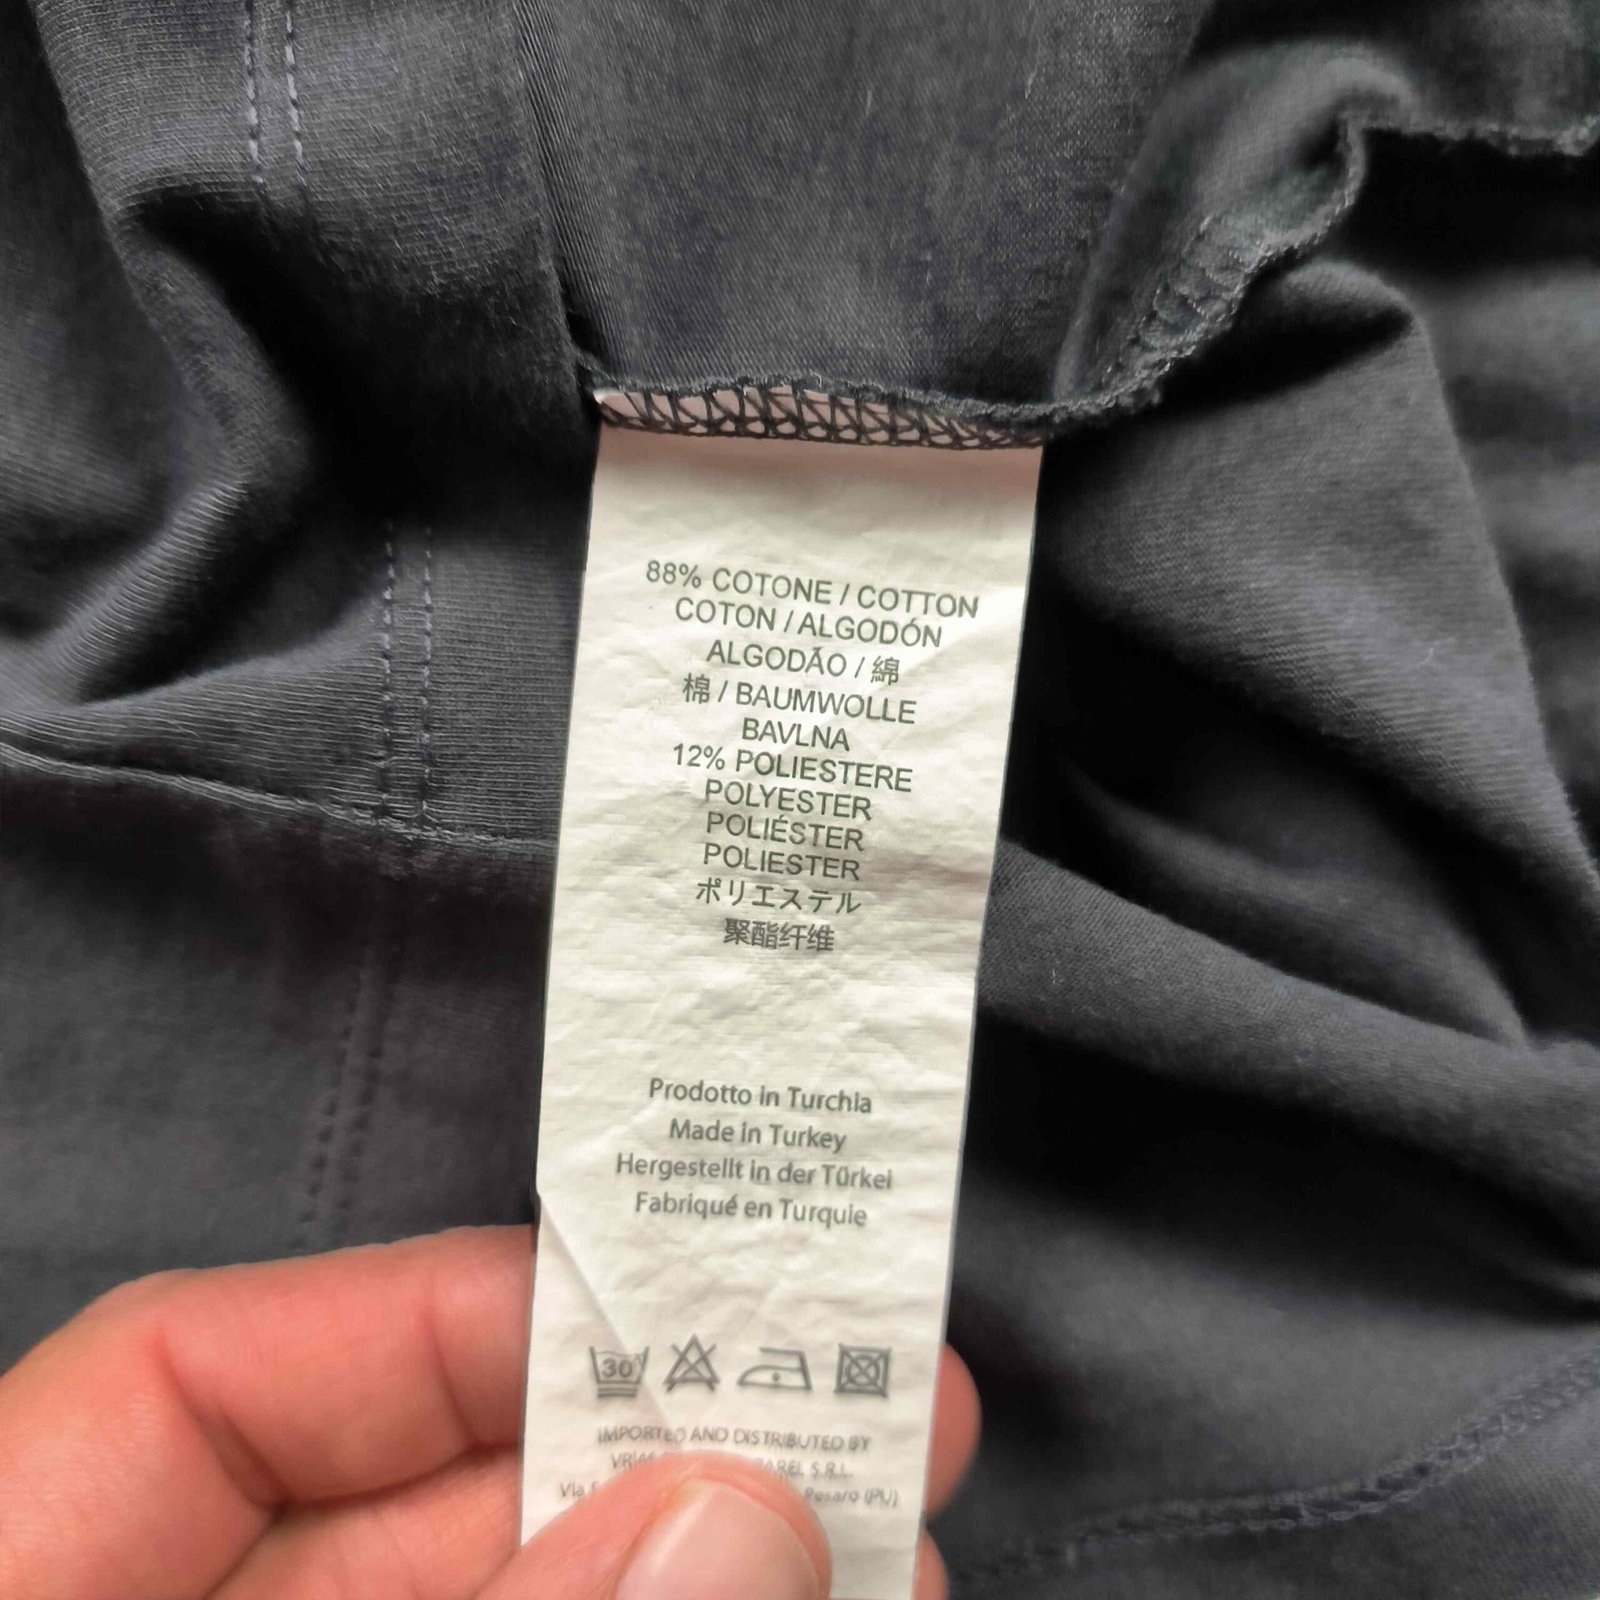 88% COTONE / COTTON
COTON / ALGODÓN
ALGODÃO / 綿
棉 / BAUMWOLLE
BAVLNA
12% POLIESTERE
POLYESTER
POLIÉSTER
POLIESTER
ポリエステル
聚酯纤维
Prodotto in Turchia
Made in Turkey
Hergestellt in der Türkei
Fabriqué en Turquie
30
IMPORTED AND DISTRIBUTED BY
S.R.L.
Via
Pesaro (PU)